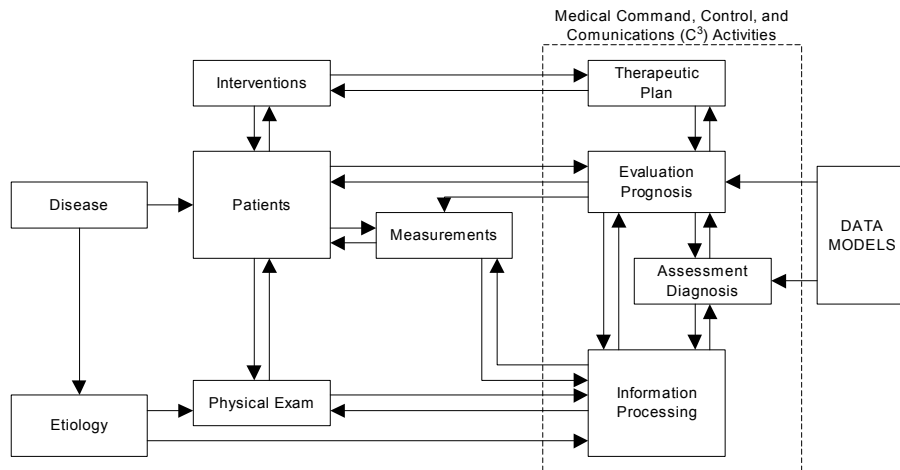 Medical Command, Control, and
Comunications (C³) Activities
Interventions
Therapeutic
Plan
Evaluation
Prognosis
Disease
Patients
Measurements
DATA
MODELS
Assessment
Diagnosis
Physical Exam
Information
Processing
Etiology